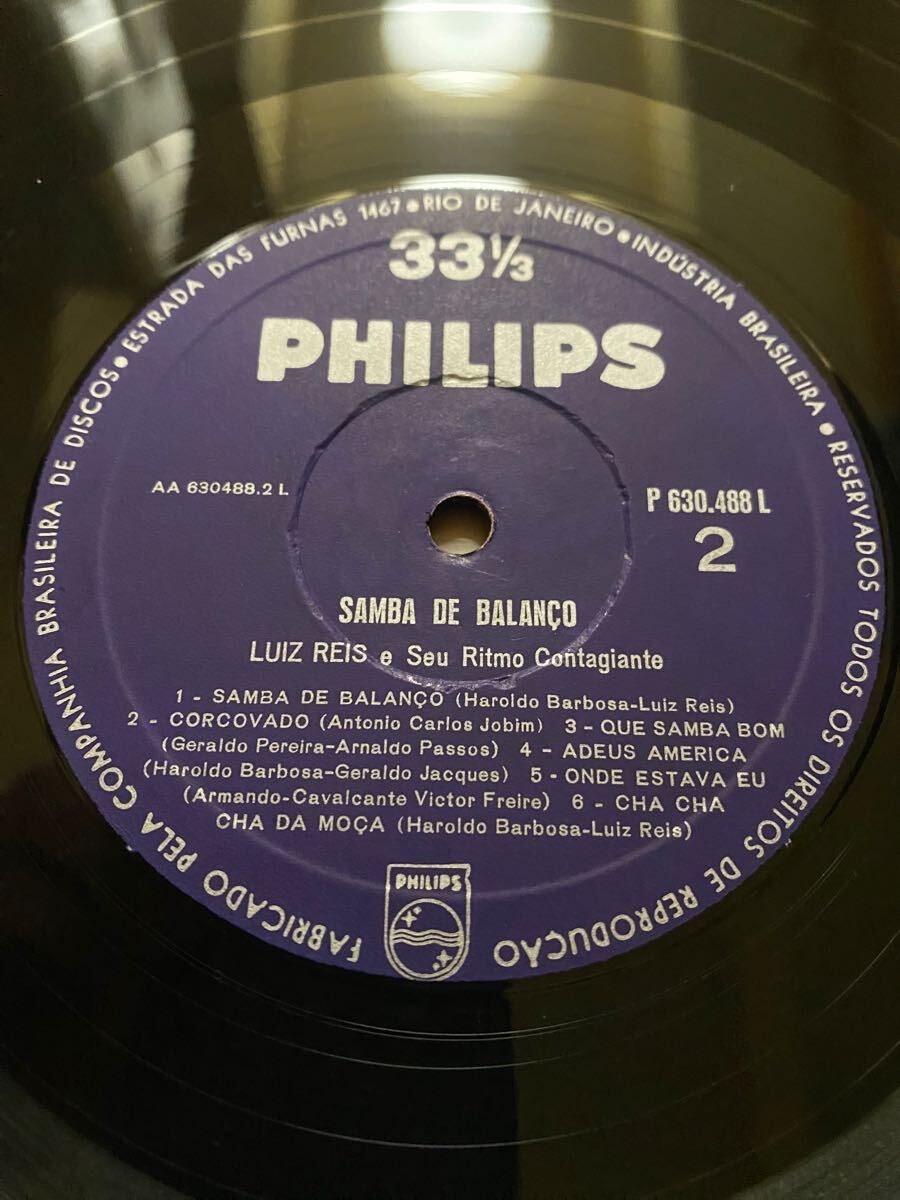 FABRICADO PELA COMPANHIA BRASILEIRA DE DISCOS • ESTRADA DAS FURNAS 1467 • RIO DE JANEIRO • INDÚSTRIA BRASILEIRA • RESERVADOS TODOS OS DIREITOS DE REPRODUÇÃO
33⅓
PHILIPS
AA 630488.2 L
P 630.488 L
2
SAMBA DE BALANÇO
LUIZ REIS e Seu Ritmo Contagiante
1 - SAMBA DE BALANÇO (Haroldo Barbosa-Luiz Reis)
2 - CORCOVADO (Antonio Carlos Jobim) 3 - QUE SAMBA BOM
(Geraldo Pereira-Arnaldo Passos) 4 - ADEUS AMERICA
(Haroldo Barbosa-Geraldo Jacques) 5 - ONDE ESTAVA EU
(Armando-Cavalcante Victor Freire) 6 - CHA CHA
CHA DA MOÇA (Haroldo Barbosa-Luiz Reis)
PHILIPS